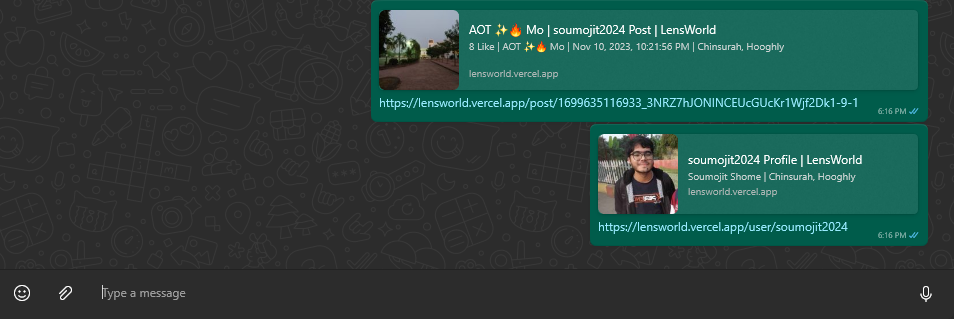 AOT ✨🔥 Mo | soumojit2024 Post | LensWorld
8 Like | AOT ✨🔥 Mo | Nov 10, 2023, 10:21:56 PM | Chinsurah, Hooghly
lensworld.vercel.app
https://lensworld.vercel.app/post/1699635116933_3NRZ7hJONINCEUcGUcKr1Wjf2Dk1-9-1
6:16 PM
soumojit2024 Profile | LensWorld
Soumojit Shome | Chinsurah, Hooghly
lensworld.vercel.app
https://lensworld.vercel.app/user/soumojit2024
6:16 PM
Type a message